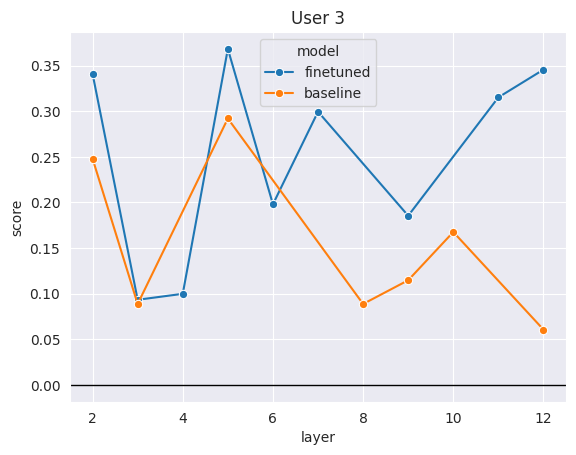 User 3
model
finetuned
baseline
score
0.35
0.30
0.25
0.20
0.15
0.10
0.05
0.00
2 4 6 8 10 12
layer